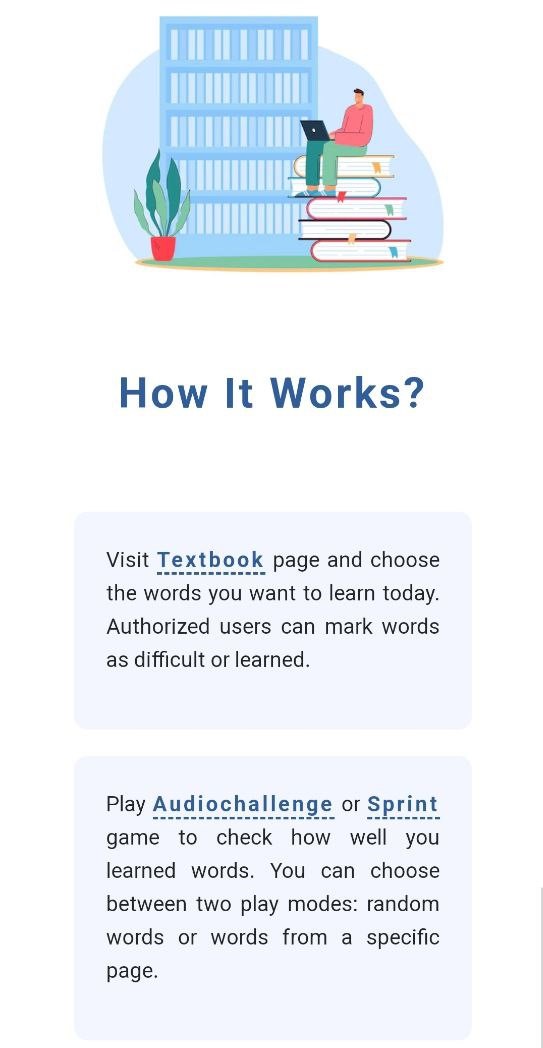 How It Works?
Visit Textbook page and choose
the words you want to learn today.
Authorized users can mark words
as difficult or learned.
Play Audiochallenge or Sprint
game to check how well you
learned words. You can choose
between two play modes: random
words or words from a specific
page.